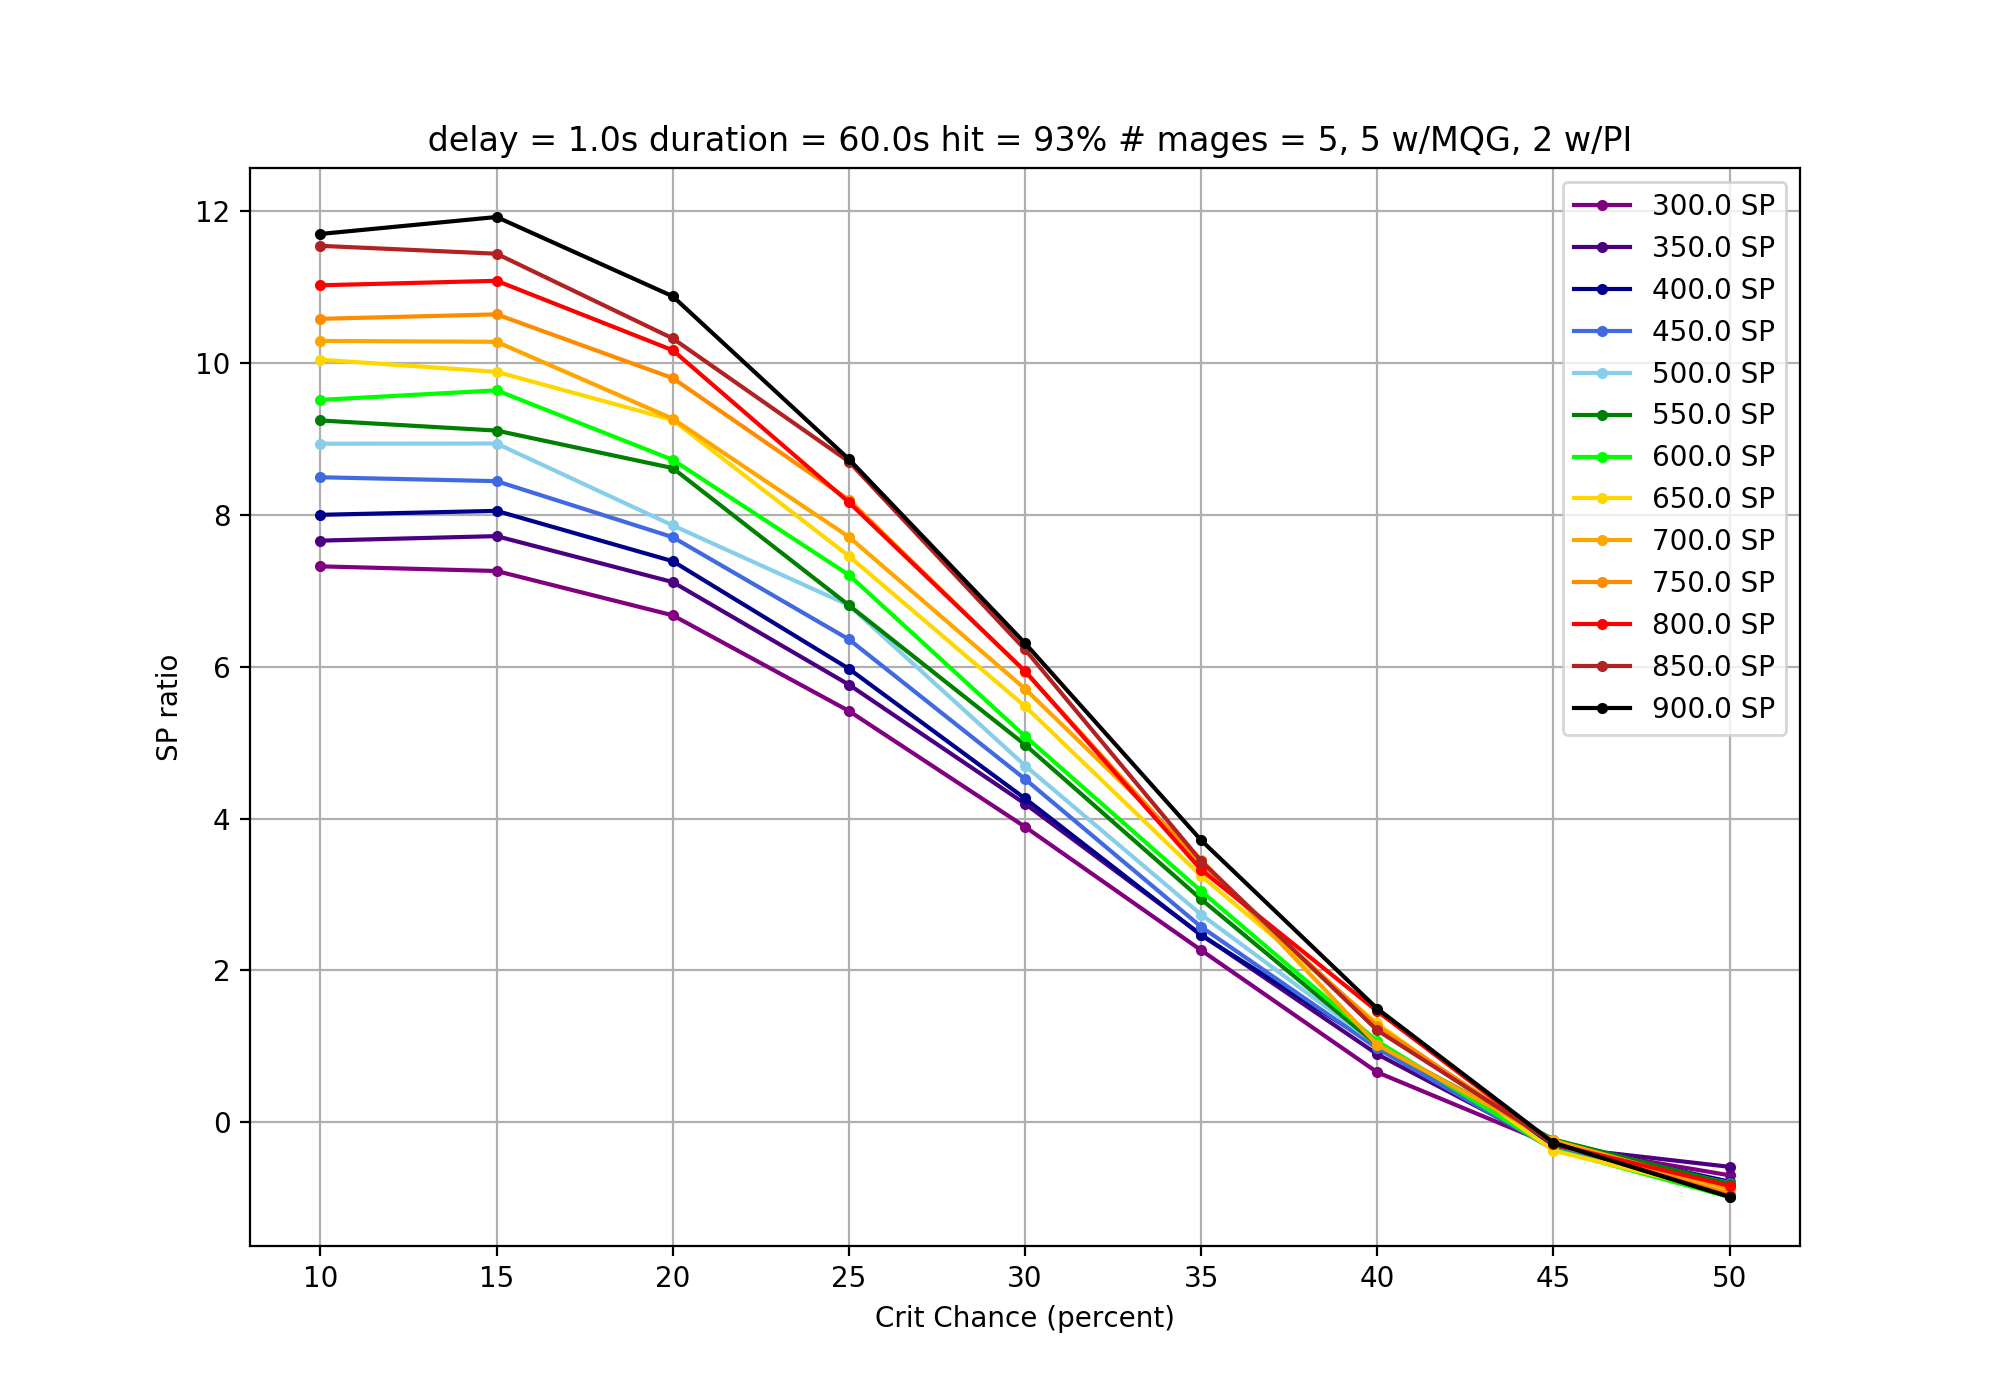 delay = 1.0s duration = 60.0s hit = 93% # mages = 5, 5 w/MQG, 2 w/PI
12
10
8
6
4
2
0
SP ratio
300.0 SP
350.0 SP
400.0 SP
450.0 SP
500.0 SP
550.0 SP
600.0 SP
650.0 SP
700.0 SP
750.0 SP
800.0 SP
850.0 SP
900.0 SP
10 15 20 25 30 35 40 45 50
Crit Chance (percent)